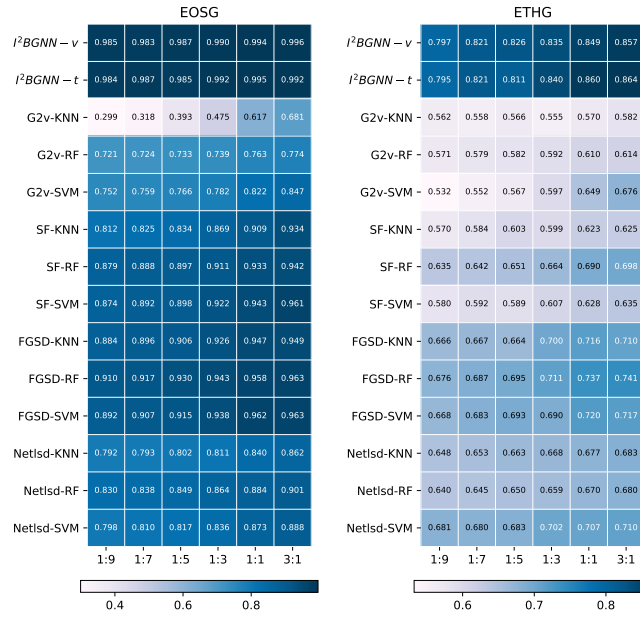 EOSG ETHG
I²BGNN − v 0.985 0.983 0.987 0.990 0.994 0.996 I²BGNN − v 0.797 0.821 0.826 0.835 0.849 0.857
I²BGNN − t 0.984 0.987 0.985 0.992 0.995 0.992 I²BGNN − t 0.795 0.821 0.811 0.840 0.860 0.864
G2v-KNN 0.299 0.318 0.393 0.475 0.617 0.681 G2v-KNN 0.562 0.558 0.566 0.555 0.570 0.582
G2v-RF 0.721 0.724 0.733 0.739 0.763 0.774 G2v-RF 0.571 0.579 0.582 0.592 0.610 0.614
G2v-SVM 0.752 0.759 0.766 0.782 0.822 0.847 G2v-SVM 0.532 0.552 0.567 0.597 0.649 0.676
SF-KNN 0.812 0.825 0.834 0.869 0.909 0.934 SF-KNN 0.570 0.584 0.603 0.599 0.623 0.625
SF-RF 0.879 0.888 0.897 0.911 0.933 0.942 SF-RF 0.635 0.642 0.651 0.664 0.690 0.698
SF-SVM 0.874 0.892 0.898 0.922 0.943 0.961 SF-SVM 0.580 0.592 0.589 0.607 0.628 0.635
FGSD-KNN 0.884 0.896 0.906 0.926 0.947 0.949 FGSD-KNN 0.666 0.667 0.664 0.700 0.716 0.710
FGSD-RF 0.910 0.917 0.930 0.943 0.958 0.963 FGSD-RF 0.676 0.687 0.695 0.711 0.737 0.741
FGSD-SVM 0.892 0.907 0.915 0.938 0.962 0.963 FGSD-SVM 0.668 0.683 0.693 0.690 0.720 0.717
Netlsd-KNN 0.792 0.793 0.802 0.811 0.840 0.862 Netlsd-KNN 0.648 0.653 0.663 0.668 0.677 0.683
Netlsd-RF 0.830 0.838 0.849 0.864 0.884 0.901 Netlsd-RF 0.640 0.645 0.650 0.659 0.670 0.680
Netlsd-SVM 0.798 0.810 0.817 0.836 0.873 0.888 Netlsd-SVM 0.681 0.680 0.683 0.702 0.707 0.710
1:9 1:7 1:5 1:3 1:1 3:1 1:9 1:7 1:5 1:3 1:1 3:1
0.4 0.6 0.8 0.6 0.7 0.8